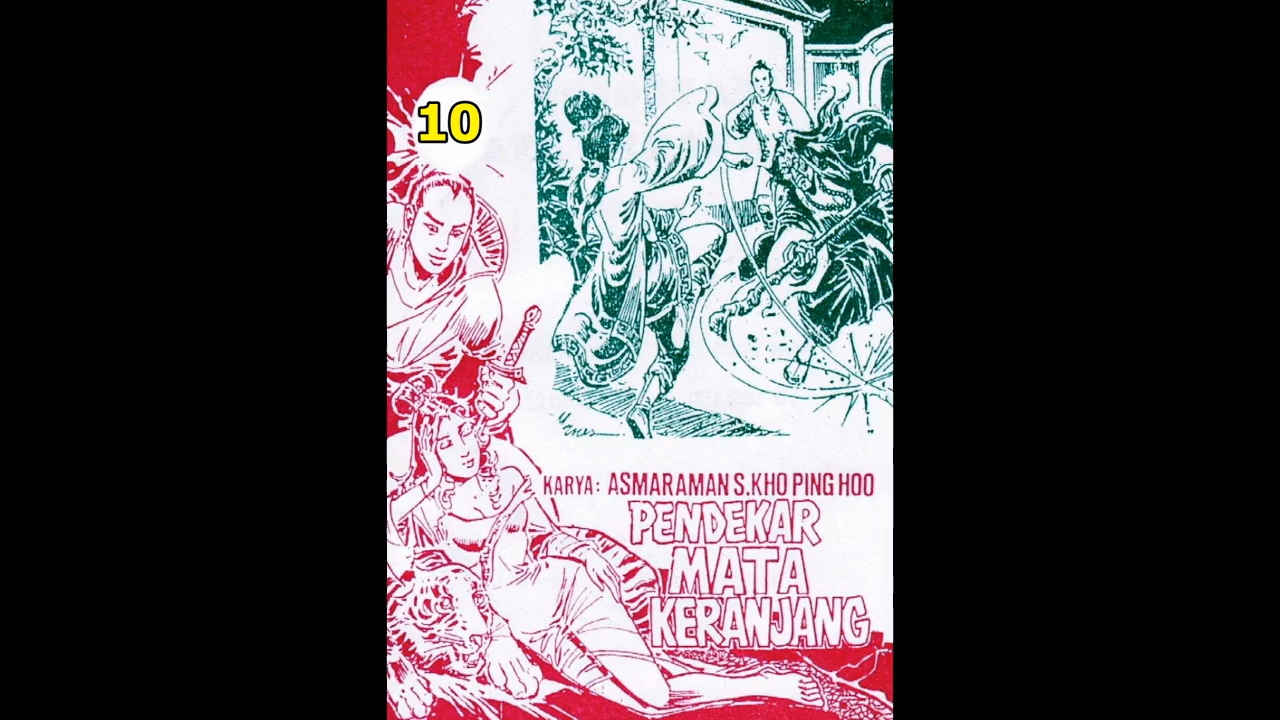 10
KARYA: ASMARAMAN S.KHO PING HOO
PENDEKAR
MATA
KERANJANG